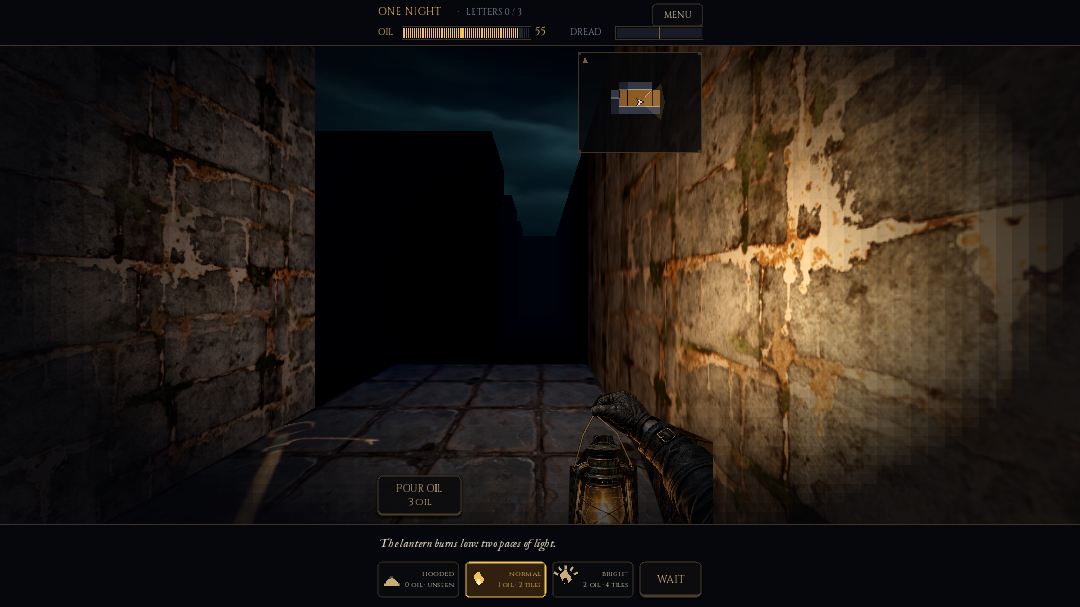 ONE NIGHT · LETTERS 0 / 3
MENU
OIL 55 DREAD
POUR OIL
3 OIL
The lantern burns low: two paces of light.
HOODED
0 OIL · UNSEEN
NORMAL
1 OIL · 2 TILES
BRIGHT
2 OIL · 4 TILES
WAIT